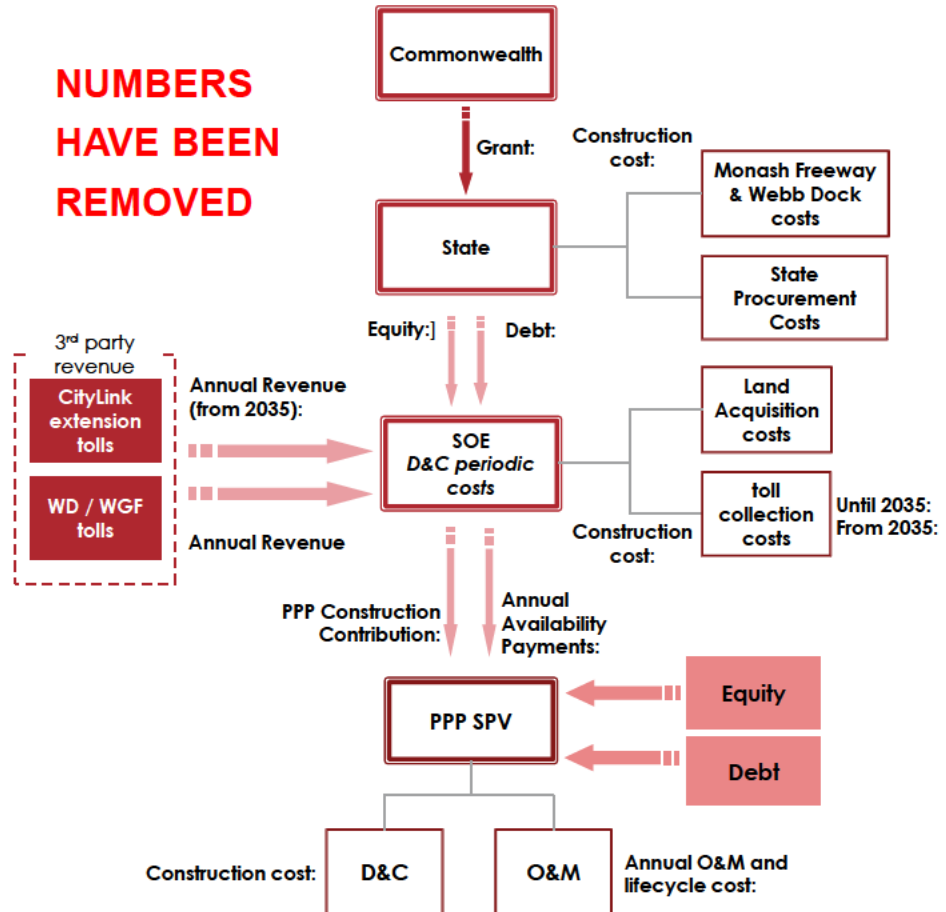 NUMBERS
HAVE BEEN
REMOVED
Commonwealth
Grant:
Construction
cost:
Monash Freeway
& Webb Dock
costs
State
State
Procurement
Costs
Equity:]
Debt:
3rd party
revenue
CityLink
extension
tolls
Annual Revenue
(from 2035):
WD / WGF
tolls
Annual Revenue
SOE
D&C periodic
costs
Land
Acquisition
costs
Construction
cost:
toll
collection
costs
Until 2035:
From 2035:
PPP Construction
Contribution:
Annual
Availability
Payments:
PPP SPV
Equity
Debt
Construction cost:
D&C
O&M
Annual O&M and
lifecycle cost: